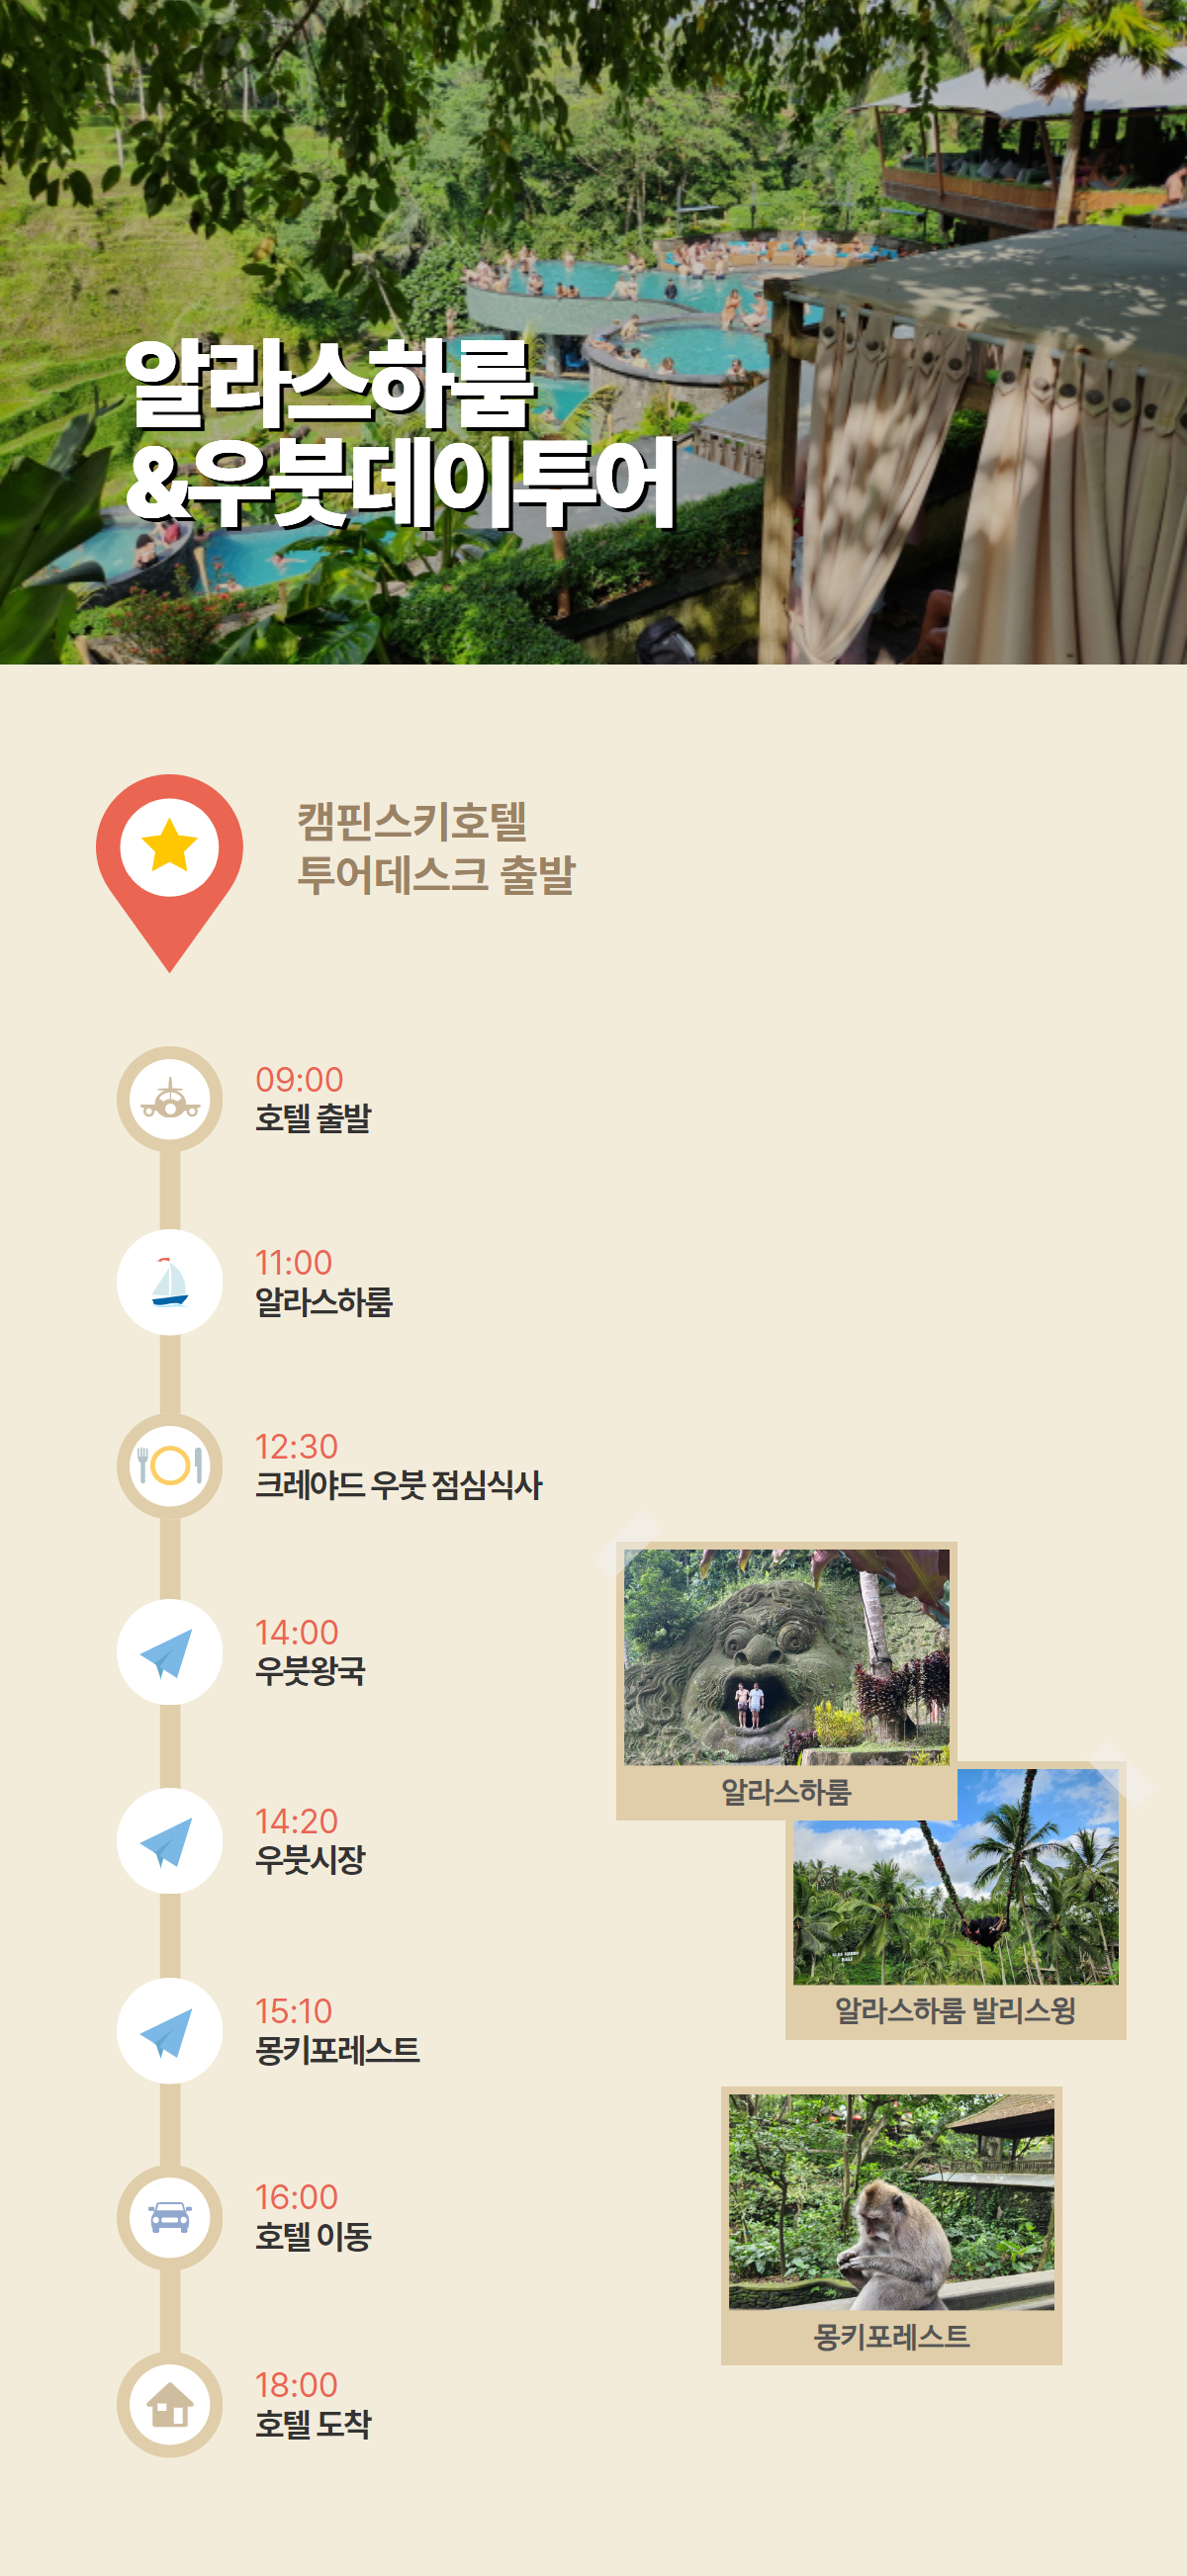 알라스하룸
&우붓데이투어
캠핀스키호텔
투어데스크 출발
09:00
호텔 출발
11:00
알라스하룸
12:30
크레야드 우붓 점심식사
14:00
우붓왕국
14:20
우붓시장
15:10
몽키포레스트
16:00
호텔 이동
18:00
호텔 도착
알라스하룸
알라스하룸 발리스윙
몽키포레스트